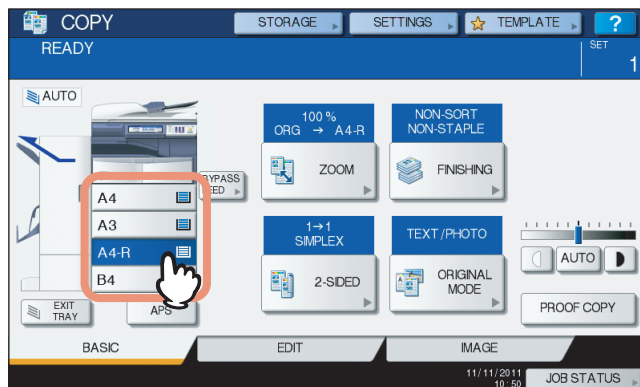 COPY
STORAGE
SETTINGS
TEMPLATE
?
READY
SET
1
AUTO
100 %
ORG → A4-R
ZOOM
NON-SORT
NON-STAPLE
FINISHING
A4
A3
A4-R
B4
1→1
SIMPLEX
2-SIDED
TEXT/PHOTO
ORIGINAL
MODE
AUTO
EXIT
TRAY
APS
PROOF COPY
BASIC
EDIT
IMAGE
11/11/2011
10:50
JOB STATUS